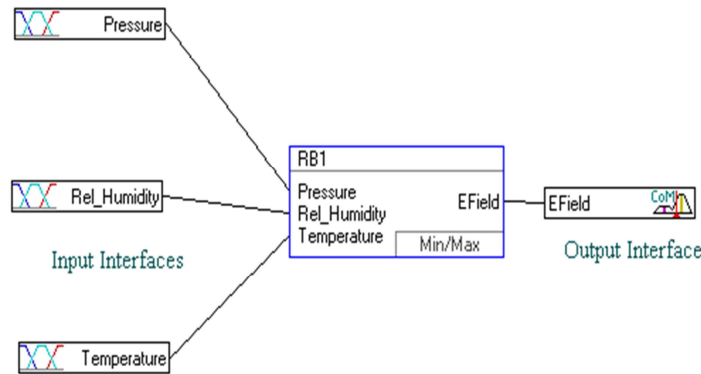 Pressure
Rel_Humidity
Input Interfaces
Temperature
RB1
Pressure
Rel_Humidity
Temperature
EField
Min/Max
EField
CoM
Output Interface